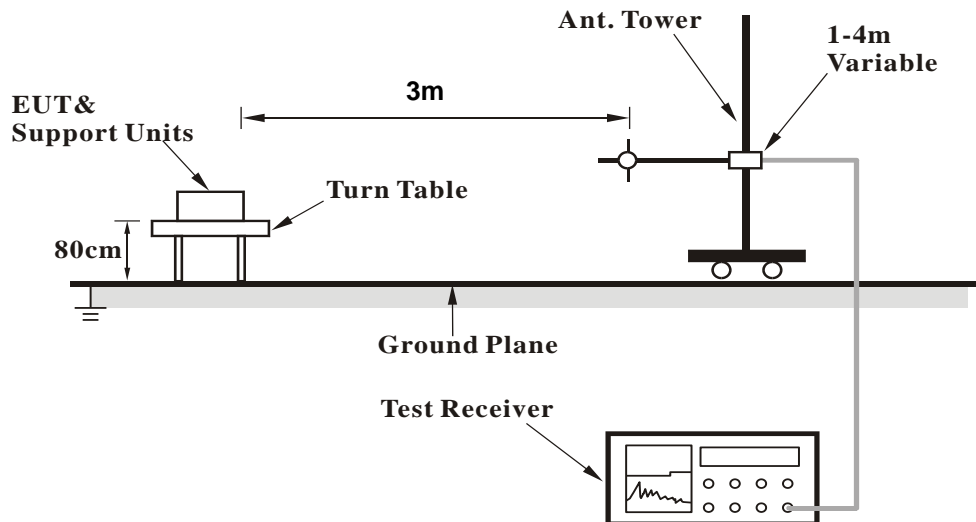 Ant. Tower
1-4m
Variable
3m
EUT&
Support Units
Turn Table
80cm
Ground Plane
Test Receiver